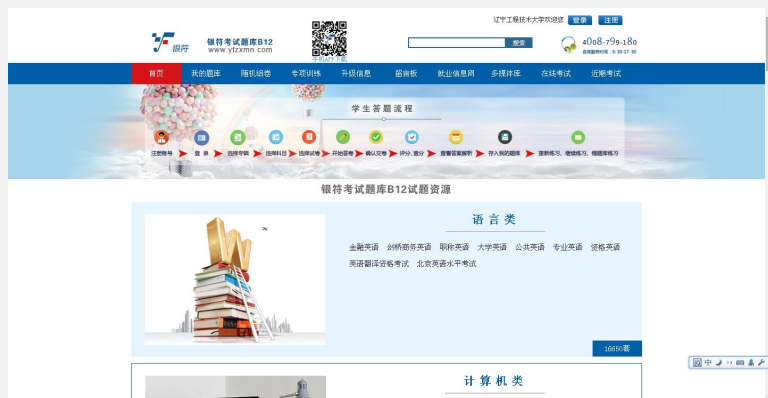 辽宁工程技术大学欢迎您 登录 注册
银符 银符考试题库B12
www.yfzxmn.com
手机APP下载
搜索
4008-799-180
首页 我的题库 随机组卷 专项训练 升级信息 留言板 就业信息网 多媒体库 在线考试 近期考试
学生答题流程
注册账号 登 录 选择专辑 选择科目 选择试卷 开始答卷 确认交卷 评分、查分 查看答案解析 存入我的题库 重新练习、继续练习、错题库练习
银符考试题库B12试题资源
语言类
金融英语 剑桥商务英语 职称英语 大学英语 公共英语 专业英语 资格英语
英语翻译资格考试 北京英语水平考试
16650套
中
计算机类